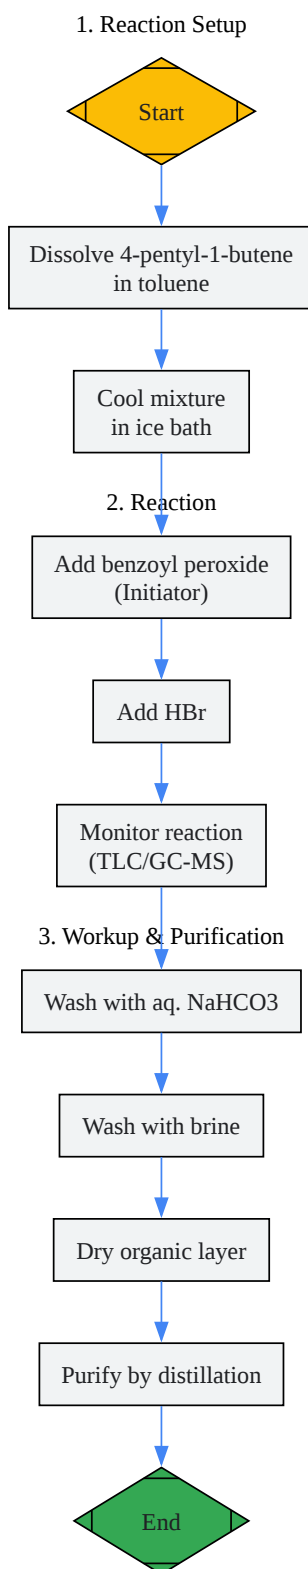 1. Reaction Setup
Start
Dissolve 4-pentyl-1-butene
in toluene
Cool mixture
in ice bath
2. Reaction
Add benzoyl peroxide
(Initiator)
Add HBr
Monitor reaction
(TLC/GC-MS)
3. Workup & Purification
Wash with aq. NaHCO3
Wash with brine
Dry organic layer
Purify by distillation
End